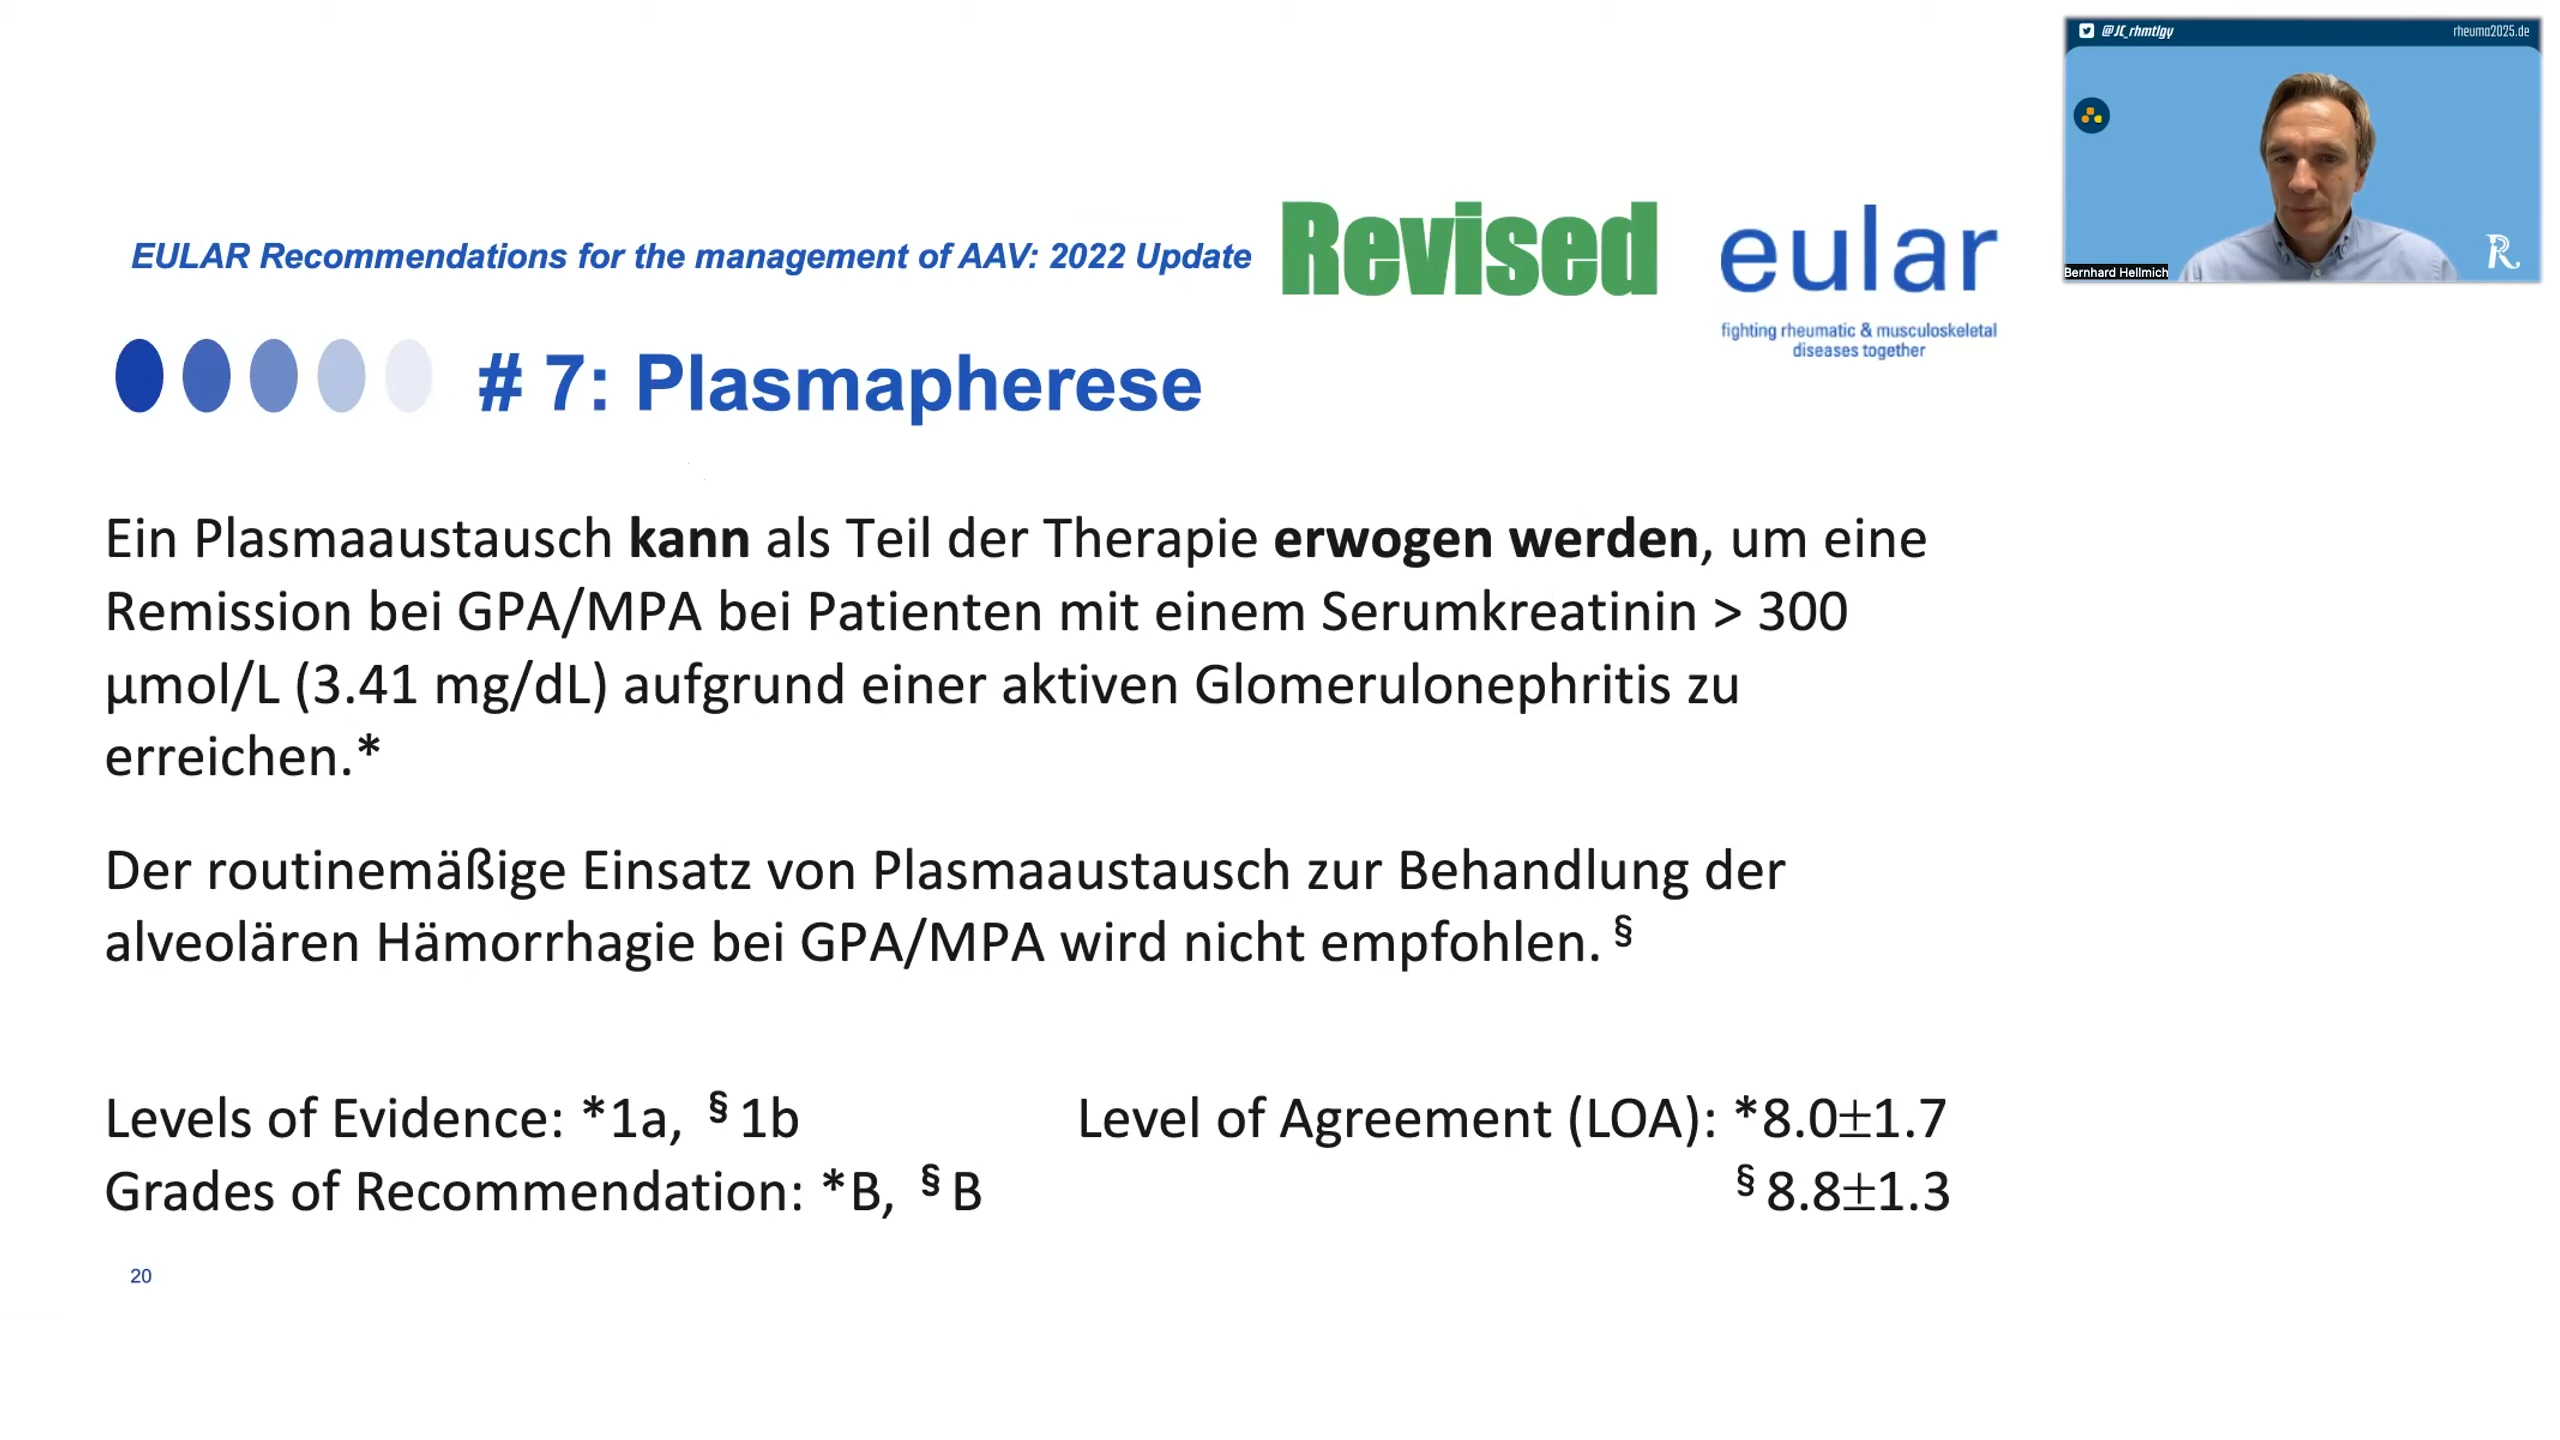 @JC_rhmtlgy
rheuma2025.de
Bernhard Hellmich
R
EULAR Recommendations for the management of AAV: 2022 Update
Revised
eular
fighting rheumatic & musculoskeletal
diseases together
# 7: Plasmapherese
Ein Plasmaaustausch kann als Teil der Therapie erwogen werden, um eine
Remission bei GPA/MPA bei Patienten mit einem Serumkreatinin > 300
µmol/L (3.41 mg/dL) aufgrund einer aktiven Glomerulonephritis zu
erreichen.*
Der routinemäßige Einsatz von Plasmaaustausch zur Behandlung der
alveolären Hämorrhagie bei GPA/MPA wird nicht empfohlen. §
Levels of Evidence: *1a, § 1b
Level of Agreement (LOA): *8.0±1.7
Grades of Recommendation: *B, § B
§ 8.8±1.3
20